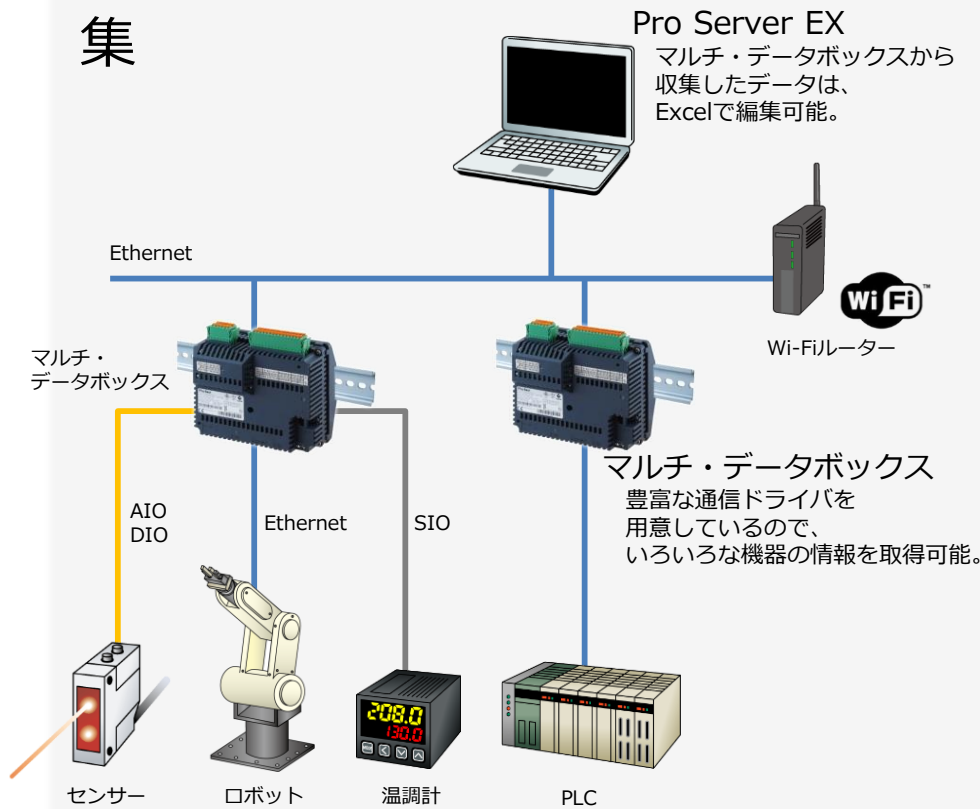 集
Pro Server EX
マルチ・データボックスから
収集したデータは、
Excelで編集可能。
Ethernet
Wi Fi™
Wi-Fiルーター
マルチ・
データボックス
マルチ・データボックス
豊富な通信ドライバを
用意しているので、
いろいろな機器の情報を取得可能。
AIO
DIO
Ethernet
SIO
208.0
130.0
センサー
ロボット
温調計
PLC